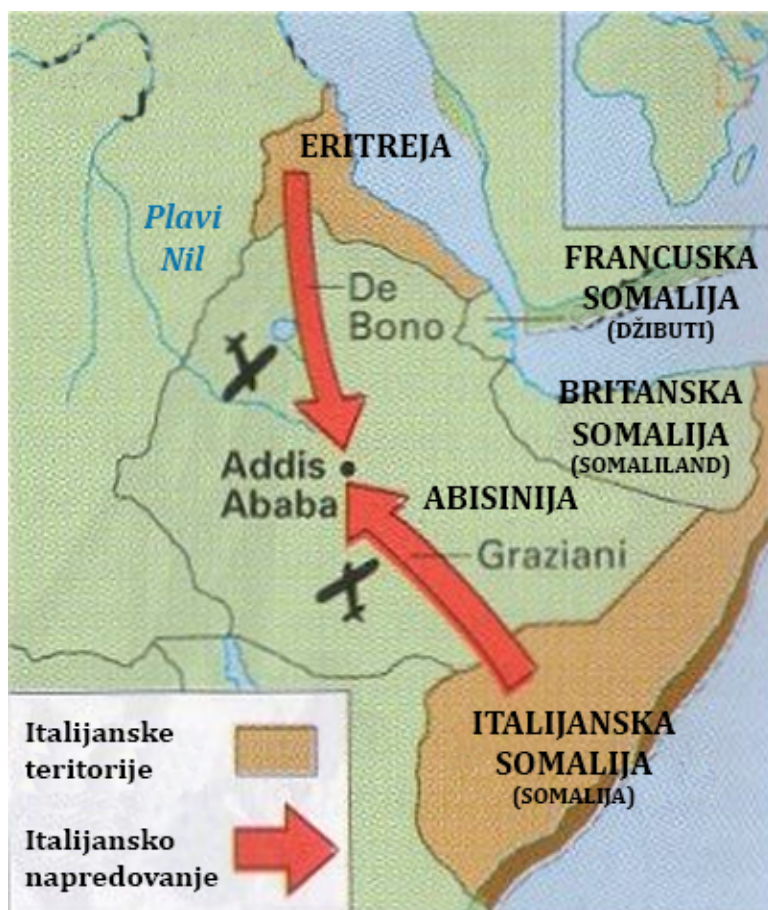 ERITREJA
Plavi
Nil
De
Bono
FRANCUSKA
SOMALIJA
(DŽIBUTI)
BRITANSKA
SOMALIJA
(SOMALILAND)
Addis
Ababa
ABISINIJA
Graziani
ITALIJANSKA
SOMALIJA
(SOMALIJA)
Italijanske
teritorije
Italijansko
napredovanje